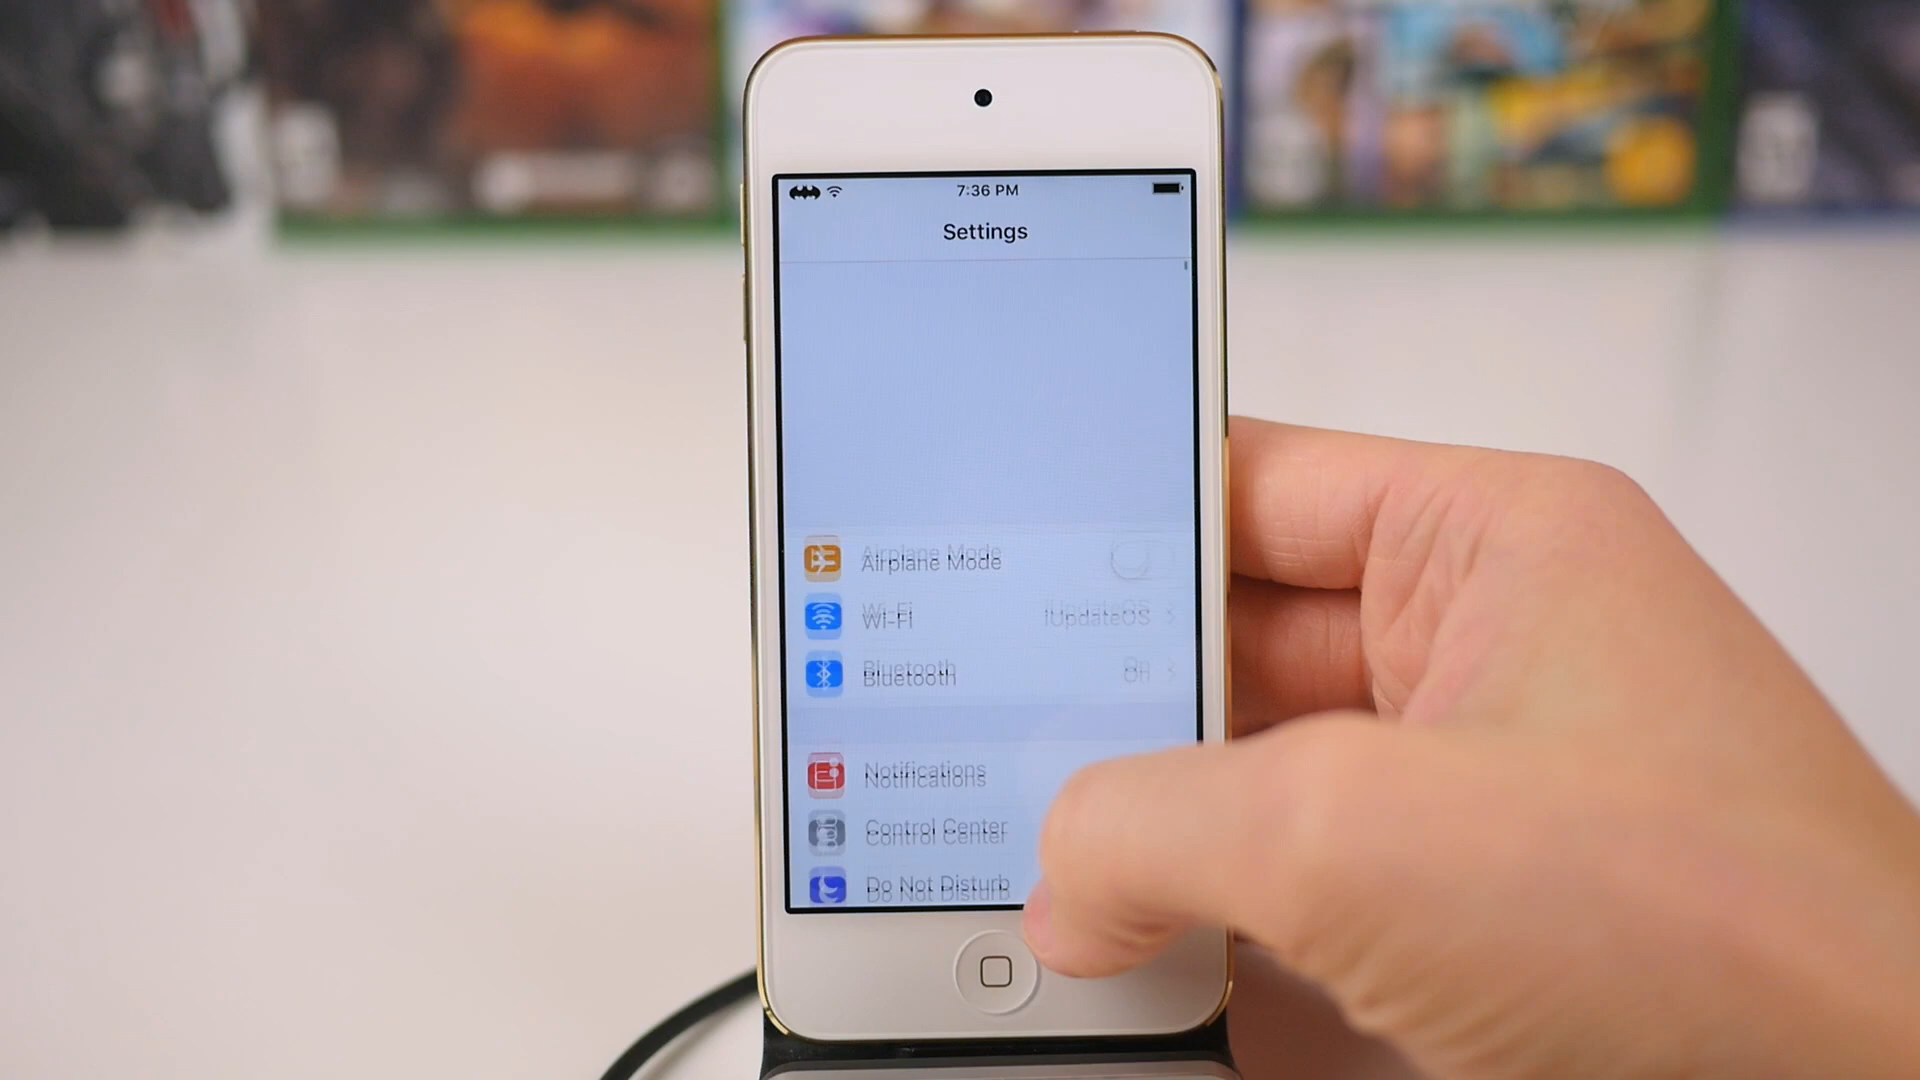 7:36 PM
Settings
Airplane Mode
Wi-Fi iUpdateOS
Bluetooth On
Notifications
Control Center
Do Not Disturb